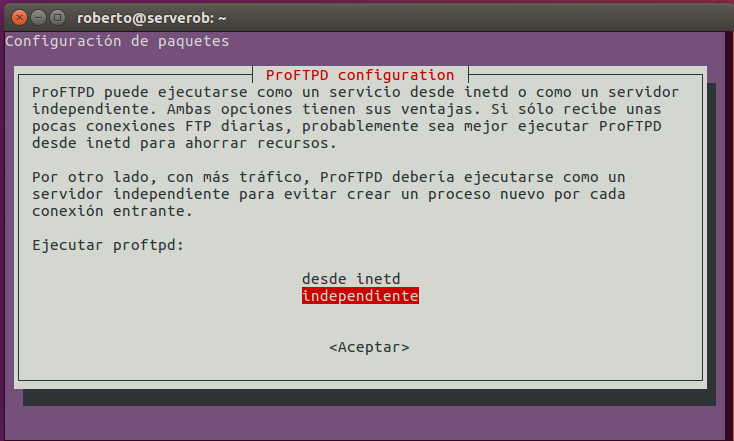 roberto@serverob: ~
Configuración de paquetes
ProFTPD configuration
ProFTPD puede ejecutarse como un servicio desde inetd o como un servidor
independiente. Ambas opciones tienen sus ventajas. Si sólo recibe unas
pocas conexiones FTP diarias, probablemente sea mejor ejecutar ProFTPD
desde inetd para ahorrar recursos.
Por otro lado, con más tráfico, ProFTPD debería ejecutarse como un
servidor independiente para evitar crear un proceso nuevo por cada
conexión entrante.
Ejecutar proftpd:
desde inetd
independiente
<Aceptar>